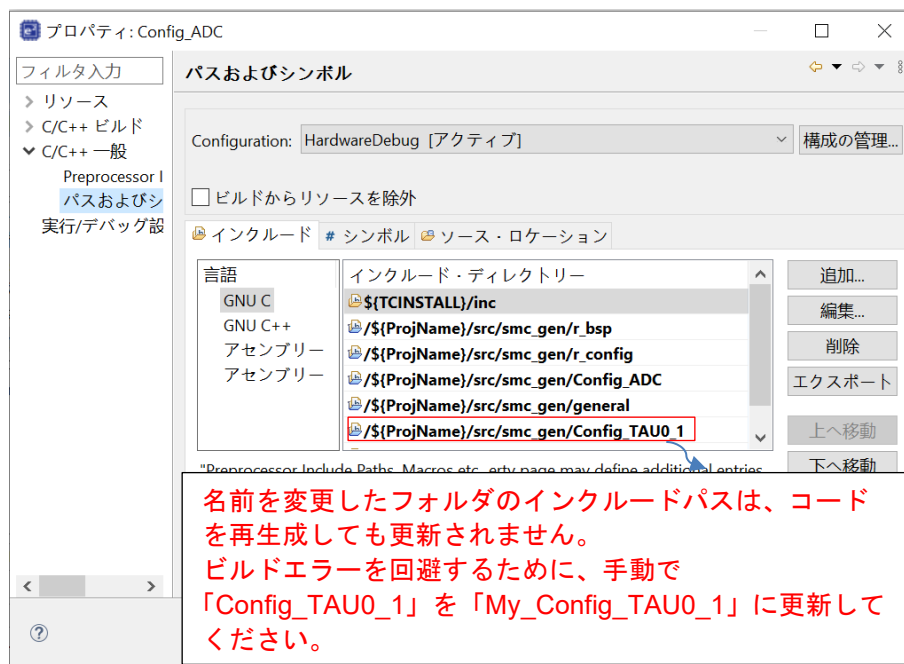 プロパティ: Config_ADC
フィルタ入力
リソース
C/C++ ビルド
C/C++ 一般
Preprocessor I
パスおよびシ
実行/デバッグ設
パスおよびシンボル
Configuration: HardwareDebug [アクティブ]
構成の管理...
ビルドからリソースを除外
インクルード # シンボル ソース・ロケーション
言語
GNU C
GNU C++
アセンブリー
アセンブリー
インクルード・ディレクトリー
${TCINSTALL}/inc
/${ProjName}/src/smc_gen/r_bsp
/${ProjName}/src/smc_gen/r_config
/${ProjName}/src/smc_gen/Config_ADC
/${ProjName}/src/smc_gen/general
/${ProjName}/src/smc_gen/Config_TAU0_1
追加...
編集...
削除
エクスポート
上へ移動
下へ移動
"Preprocessor Include Paths, Macros etc. erty page may define additional entries
名前を変更したフォルダのインクルードパスは、コード
を再生成しても更新されません。
ビルドエラーを回避するために、手動で
「Config_TAU0_1」を「My_Config_TAU0_1」に更新して
ください。